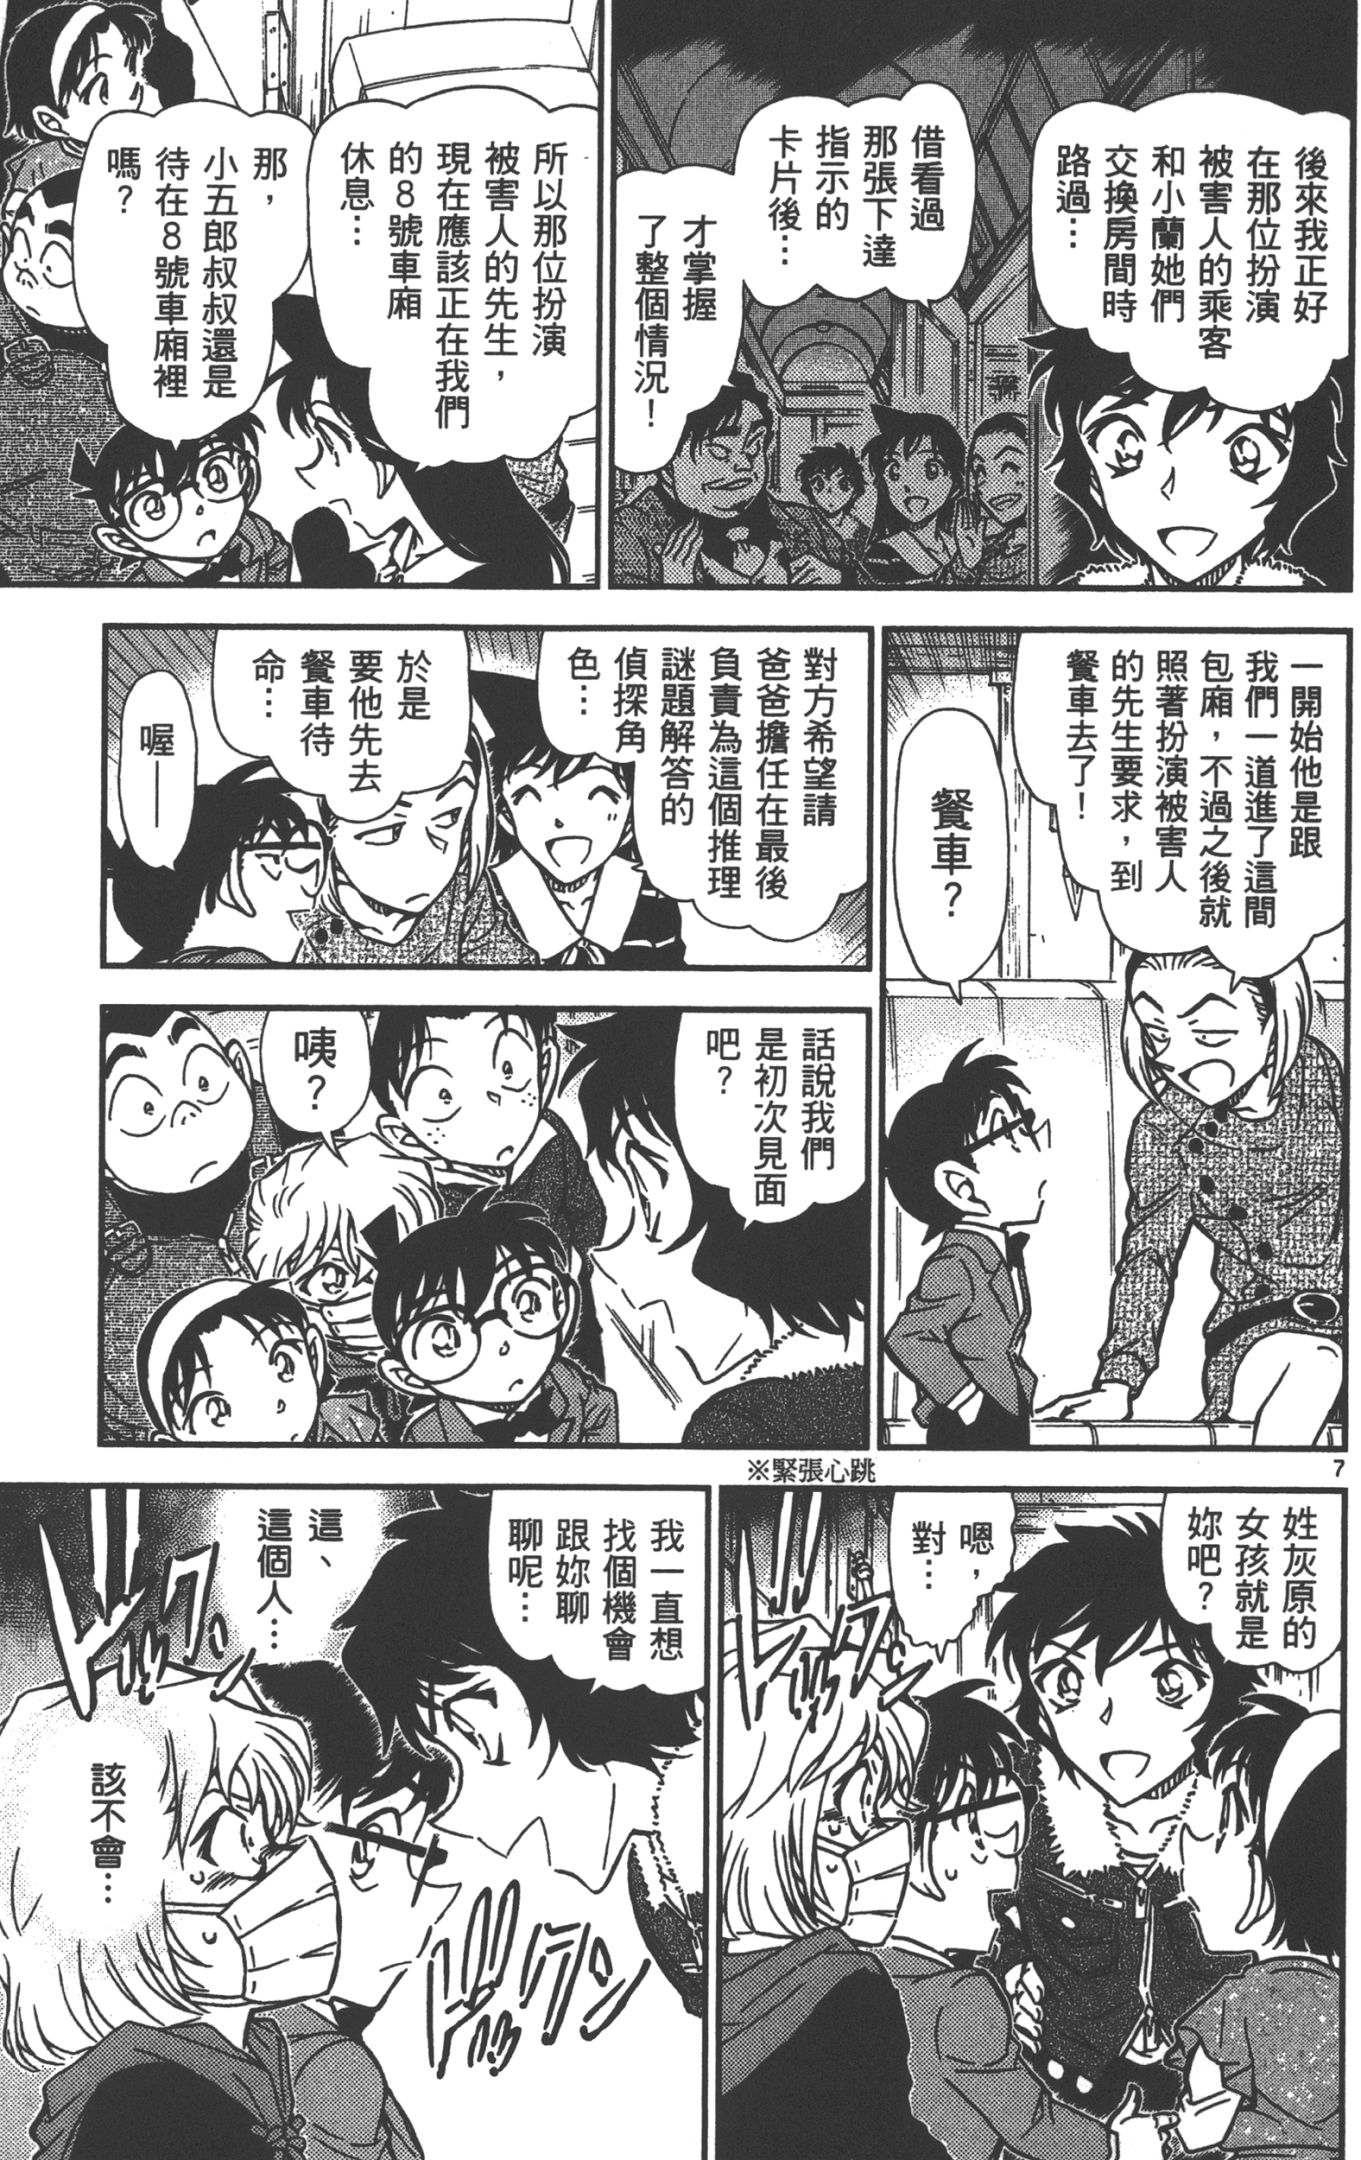 後來我正好
在那位扮演
被害人的乘客
和小蘭她們
交換房間時
路過…
借看過
那張下達
指示的
卡片後…
才掌握
了整個情況！
所以那位扮演
被害人的先生，
現在應該正在我們
的8號車廂
休息…
那，
小五郎叔叔還是
待在8號車廂裡
嗎？
一開始他是跟
我們一道進了這間
包廂，不過之後就
照著扮演被害人
的先生要求，到
餐車去了！
餐車？
對方希望請
爸爸擔任在最後
負責為這個推理
謎題解答的
偵探角
色…
於是
要他先去
餐車待
命…
喔—
話說我們
是初次見面
吧？
咦？
※緊張心跳
7
姓灰原的
女孩就是
妳吧？
嗯，
對…
ドクン
我一直想
找個機會
跟妳聊
聊呢…
這、
這個人…
ドクン
ドクン
該不會…